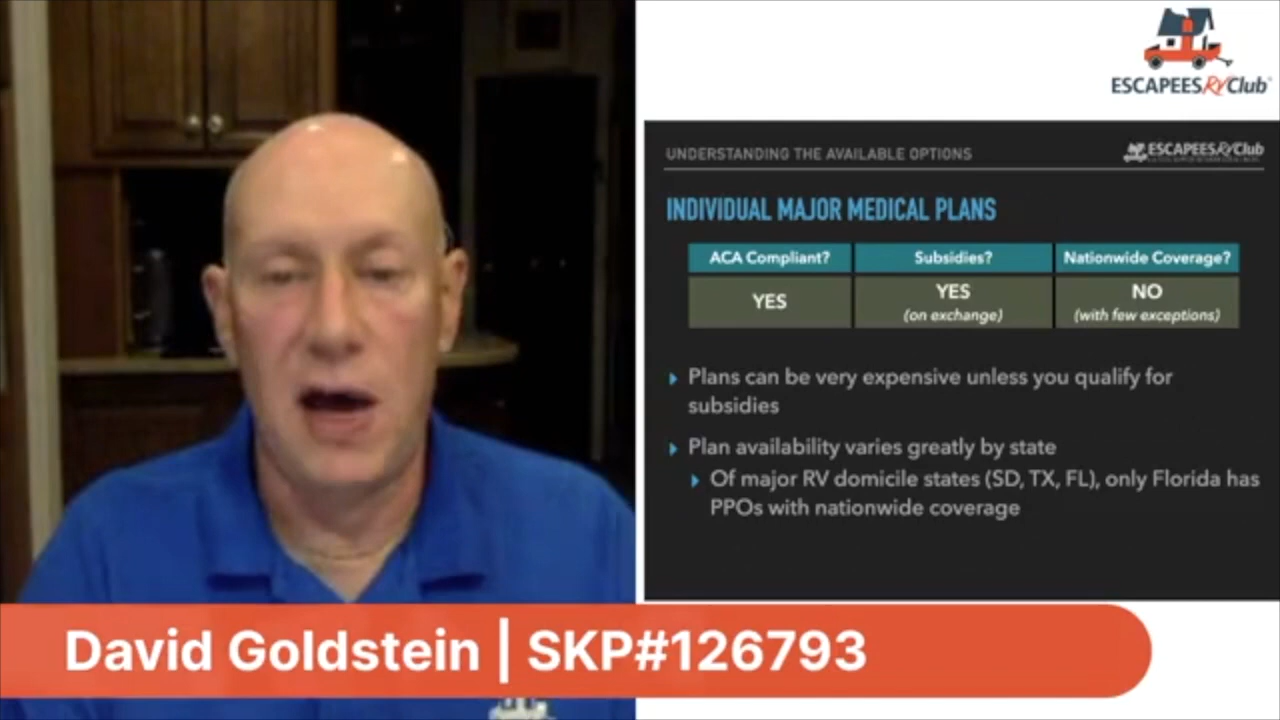 ESCAPEES RV Club
UNDERSTANDING THE AVAILABLE OPTIONS
ESCAPEES RV Club
INDIVIDUAL MAJOR MEDICAL PLANS
ACA Compliant? Subsidies? Nationwide Coverage?
YES YES NO
(on exchange) (with few exceptions)
Plans can be very expensive unless you qualify for
subsidies
Plan availability varies greatly by state
Of major RV domicile states (SD, TX, FL), only Florida has
PPOs with nationwide coverage
David Goldstein | SKP#126793